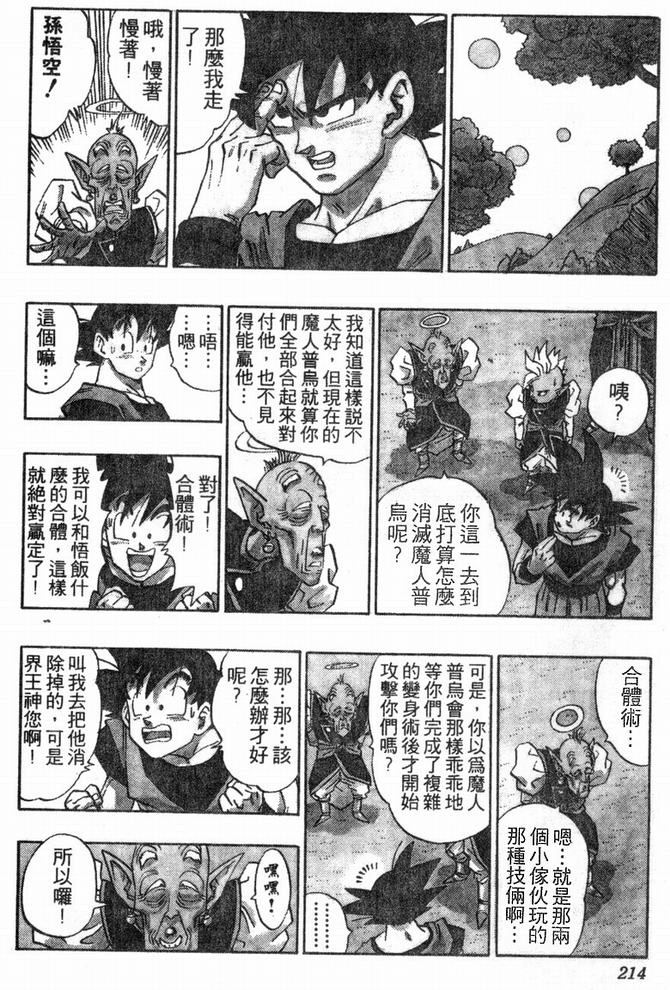 那麼我走
了！
哦，慢著
慢著！
孫悟空！
咦？
你這一去到
底打算怎麼
消滅魔人普
烏呢？
我知道這樣説不
太好，但現在的
魔人普烏就算你
們全部合起來對
付他，也不見
得能贏他…
…唔
…嗯…
這個嘛…
對了！
合體術！
我可以和悟飯什
麼的合體，這樣
就絕對贏定了！
合體術…
嗯…就是那兩
個小傢伙玩的
那種技倆啊…
可是，你以爲魔人
普烏會那樣乖乖地
等你們完成了複雜
的變身術後才開始
攻擊你們嗎？
……
那…那…該
怎麼辦才好
呢？
叫我去把他消
除掉的，可是
界王神您啊！
嘿嘿！
所以囉！
214